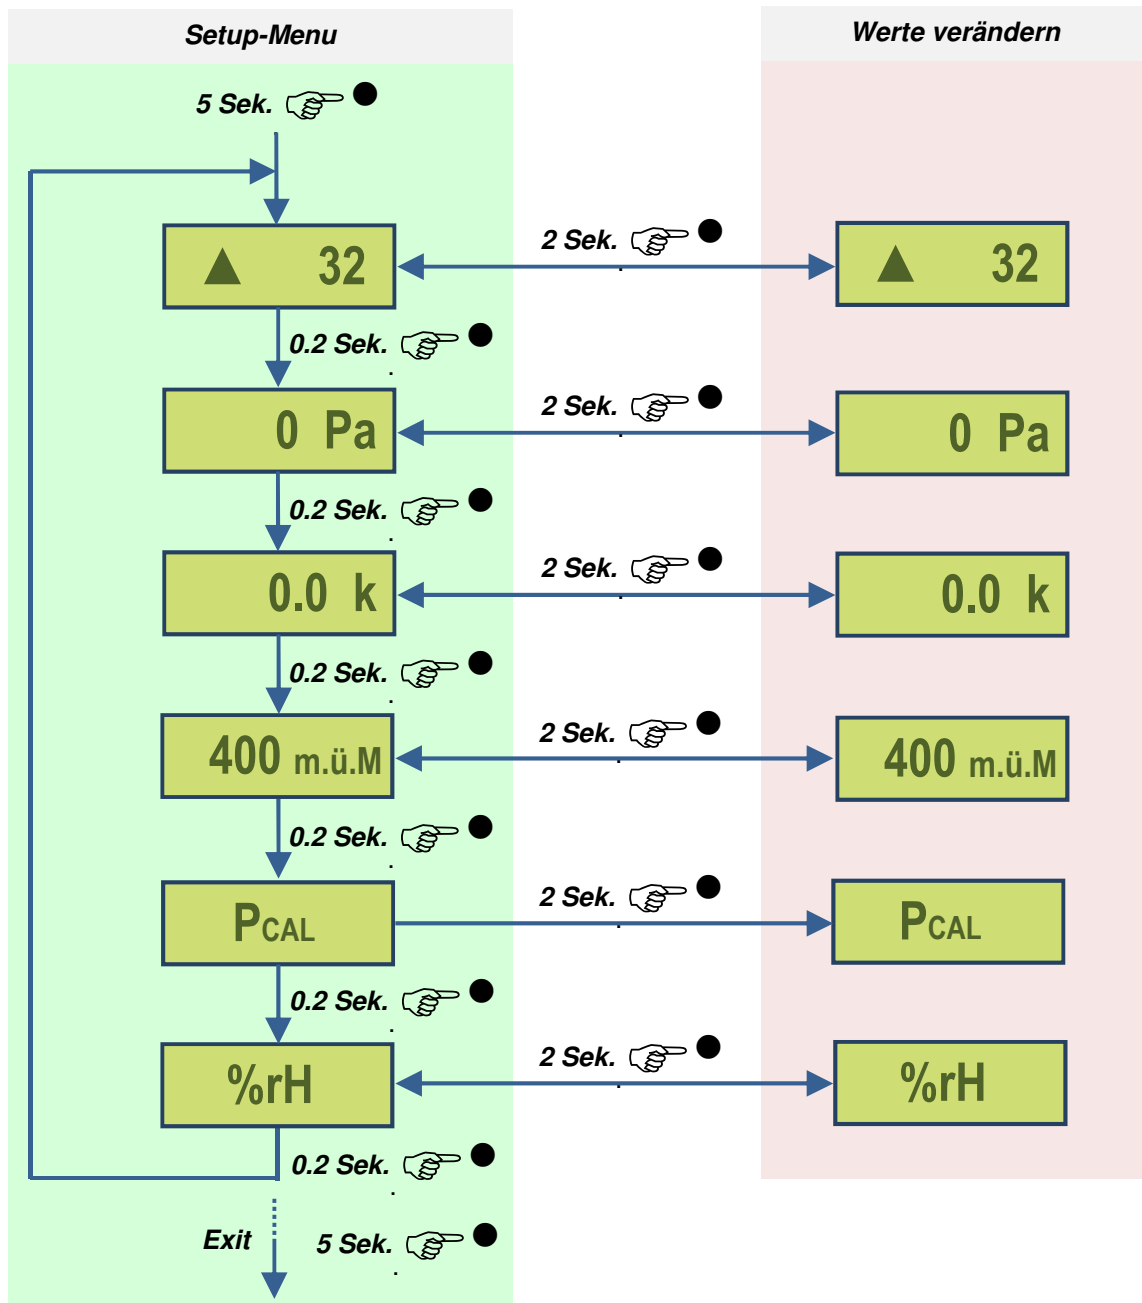 Setup-Menu
Werte verändern
5 Sek.
▲ 32
2 Sek.
▲ 32
0.2 Sek.
0 Pa
2 Sek.
0 Pa
0.2 Sek.
0.0 k
2 Sek.
0.0 k
0.2 Sek.
400 m.ü.M
2 Sek.
400 m.ü.M
0.2 Sek.
PCAL
2 Sek.
PCAL
0.2 Sek.
%rH
2 Sek.
%rH
0.2 Sek.
Exit 5 Sek.